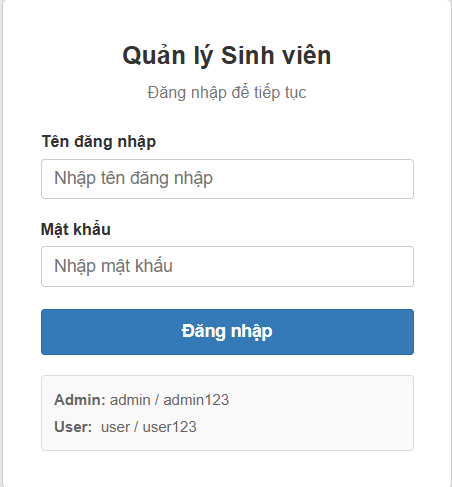 Quản lý Sinh viên
Đăng nhập để tiếp tục
Tên đăng nhập
Nhập tên đăng nhập
Mật khẩu
Nhập mật khẩu
Đăng nhập
Admin: admin / admin123
User: user / user123